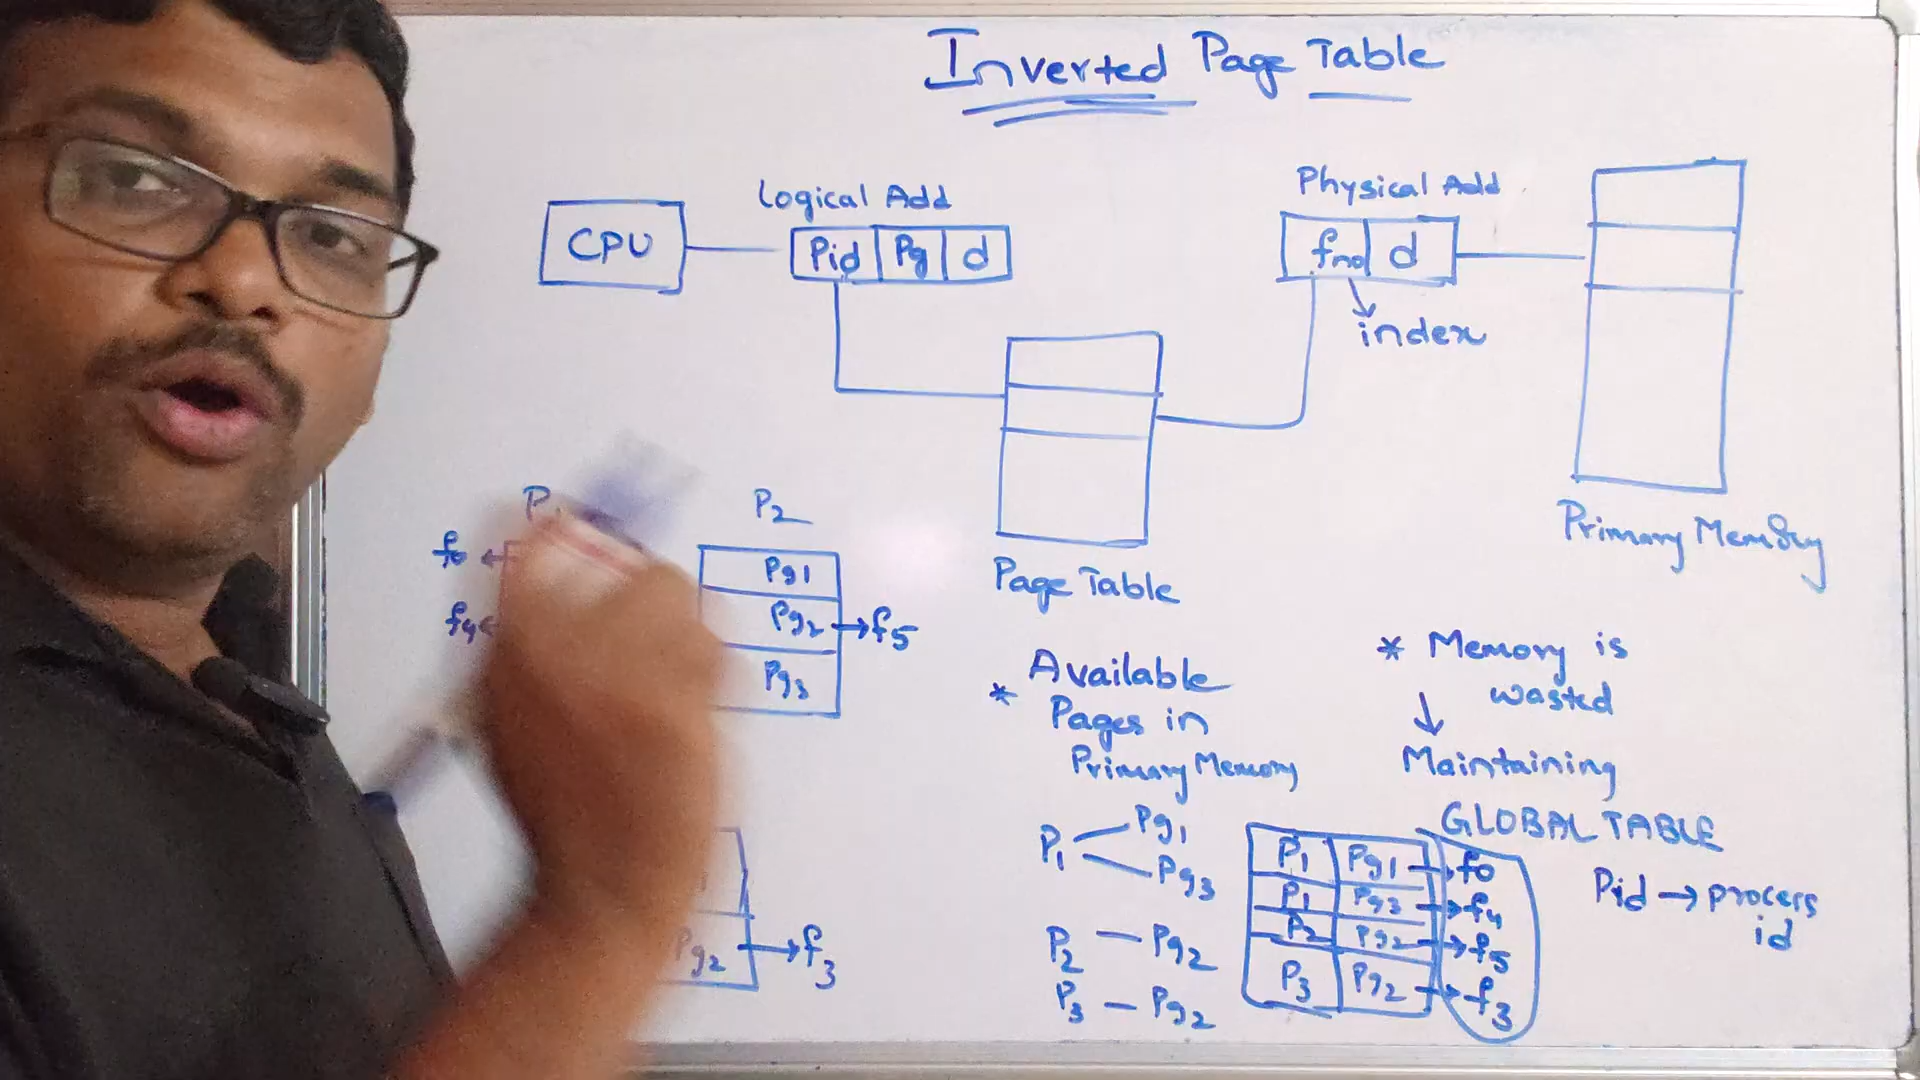 Inverted Page Table
Logical Add
CPU
Pid Pg d
Physical Add
fno d
index
Page Table
Primary Memory
P1
f0
f4
P2
Pg1
Pg2 → f5
Pg3
Pg2 → f3
* Available
Pages in
Primary Memory
P1 Pg1
Pg3
P2 — Pg2
P3 — Pg2
* Memory is
wasted
↓
Maintaining
GLOBAL TABLE
P1 Pg1 → f0
P1 Pg3 → f4
P2 Pg2 → f5
P3 Pg2 → f3
Pid → process
id